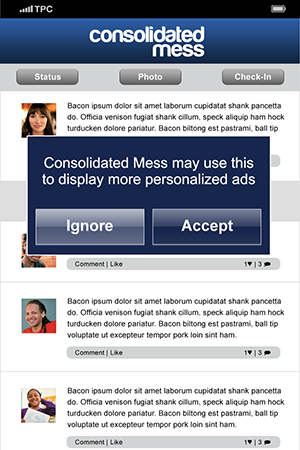 TPC
consolidated
mess
Status
Photo
Check-In
Bacon ipsum dolor sit amet laborum cupidatat shank pancetta
do. Officia venison fugiat shank cillum, speck aliquip ham hock
turducken dolore pariatur. Bacon biltong est pastrami, ball tip
Consolidated Mess may use this
to display more personalized ads
Ignore
Accept
Comment | Like
1♥ | 3
Bacon ipsum dolor sit amet laborum cupidatat shank pancetta
do. Officia venison fugiat shank cillum, speck aliquip ham hock
turducken dolore pariatur. Bacon biltong est pastrami, ball tip
voluptate ut excepteur tempor pork loin sint ham.
Comment | Like
1♥ | 3
Bacon ipsum dolor sit amet laborum cupidatat shank pancetta
do. Officia venison fugiat shank cillum, speck aliquip ham hock
turducken dolore pariatur. Bacon biltong est pastrami, ball tip
voluptate ut excepteur tempor pork loin sint ham.
Comment | Like
1♥ | 3